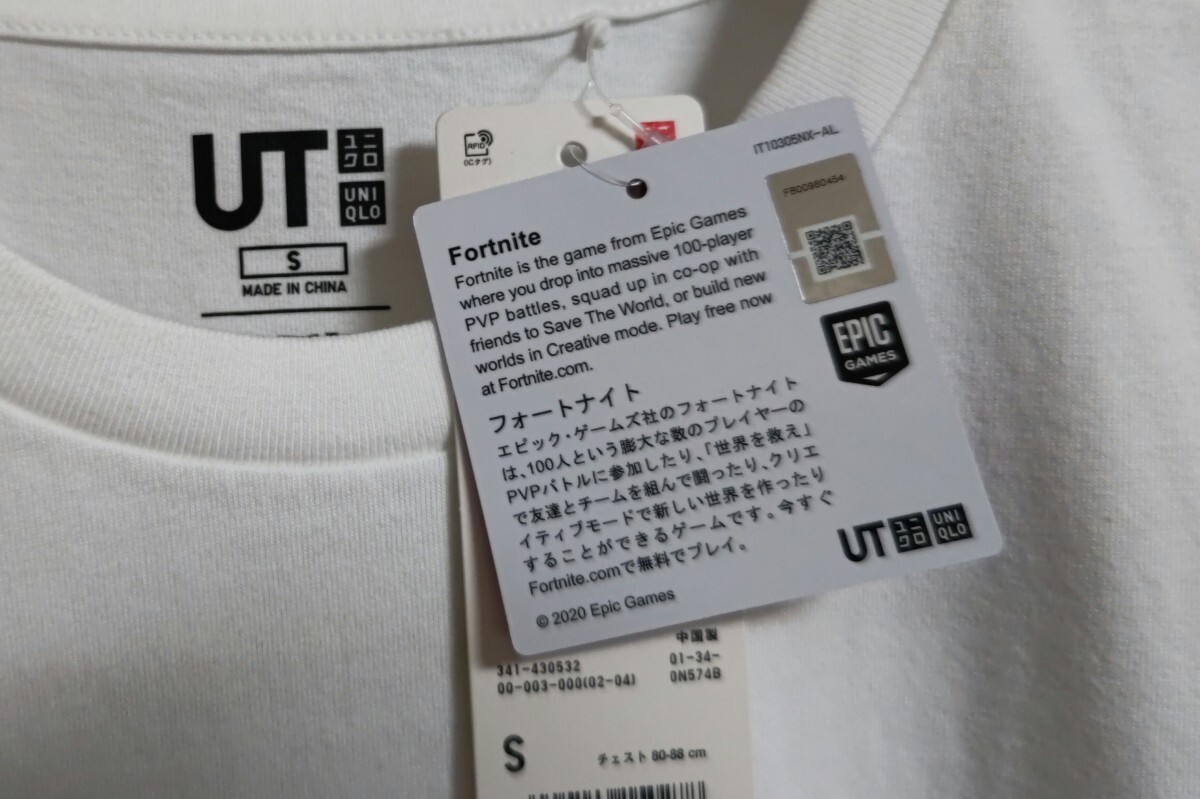 UT ユニクロ UNIQLO
S
MADE IN CHINA
RFID
(ICタグ)
IT10305NX-AL
FB00980454
Fortnite
Fortnite is the game from Epic Games
where you drop into massive 100-player
PVP battles, squad up in co-op with
friends to Save The World, or build new
worlds in Creative mode. Play free now
at Fortnite.com.
EPIC
GAMES
フォートナイト
エピック・ゲームズ社のフォートナイト
は、100人という膨大な数のプレイヤーの
PVPバトルに参加したり、「世界を救え」
で友達とチームを組んで闘ったり、クリエ
イティブモードで新しい世界を作ったり
することができるゲームです。今すぐ
Fortnite.comで無料でプレイ。
© 2020 Epic Games
UT ユニクロ UNIQLO
中国製
341-430532 01-34-
00-003-000(02-04) 0N574B
S チェスト 80-88 cm